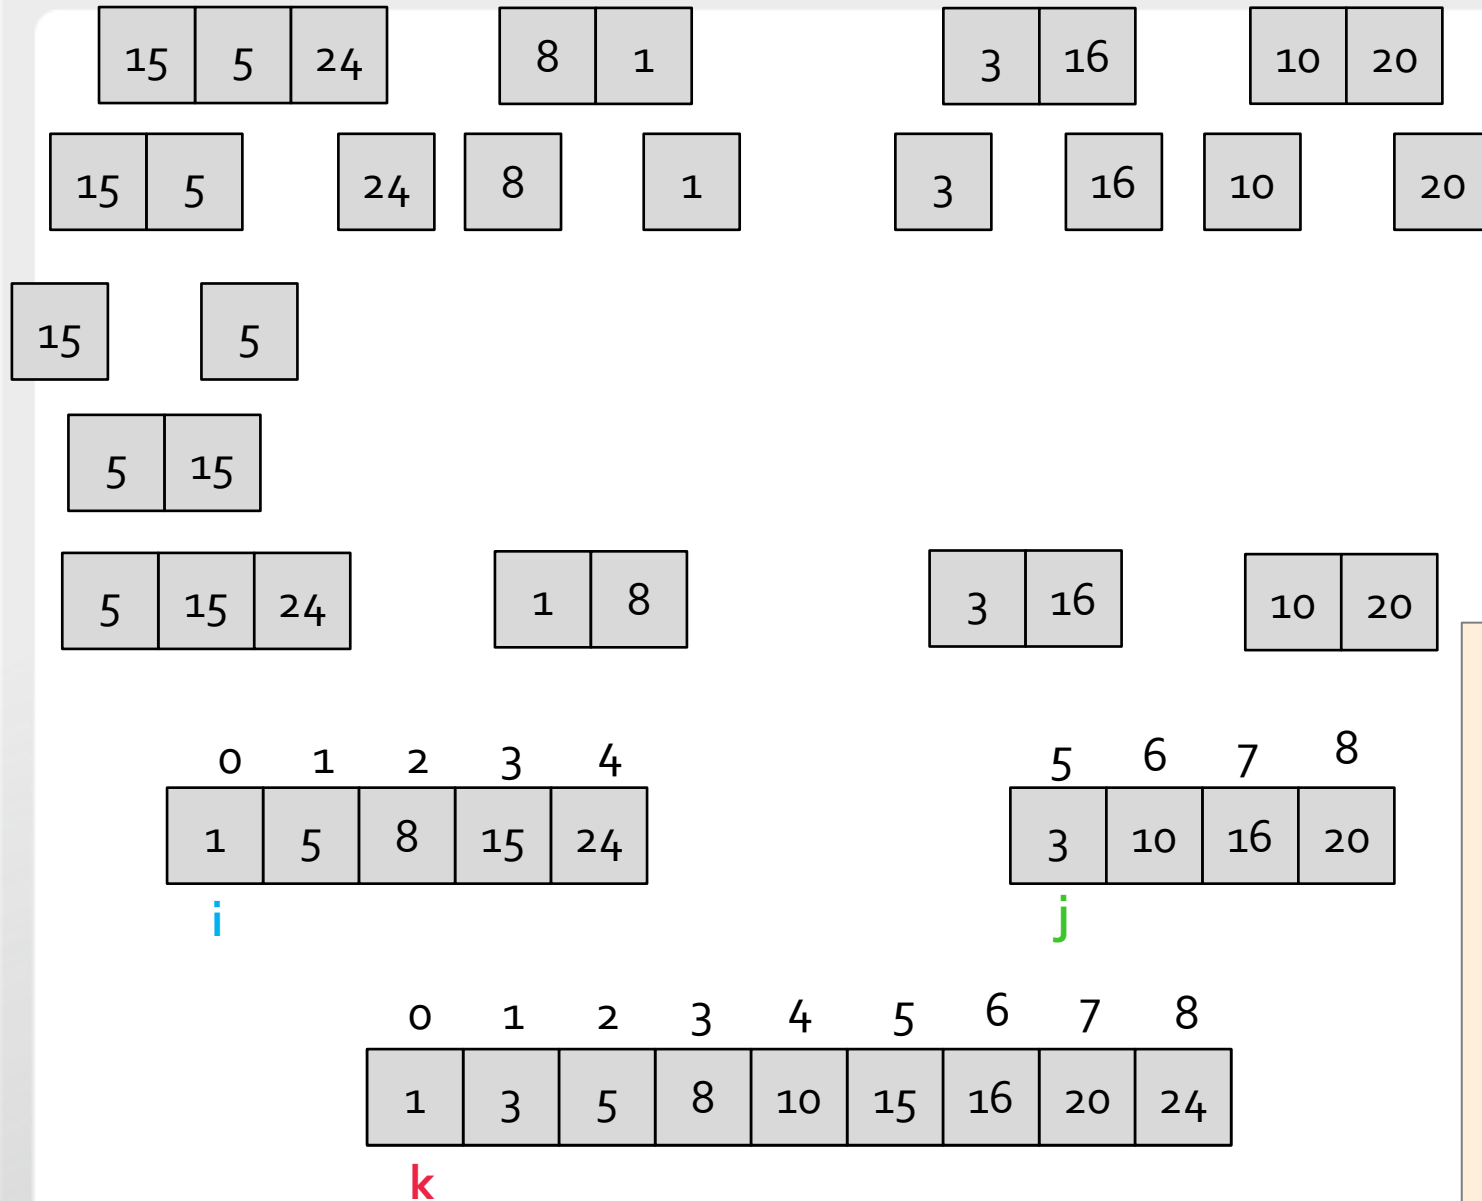 15 5 24 8 1 3 16 10 20
15 5 24 8 1 3 16 10 20
15 5
5 15
5 15 24 1 8 3 16 10 20
0 1 2 3 4 5 6 7 8
1 5 8 15 24 3 10 16 20
i j
0 1 2 3 4 5 6 7 8
1 3 5 8 10 15 16 20 24
k